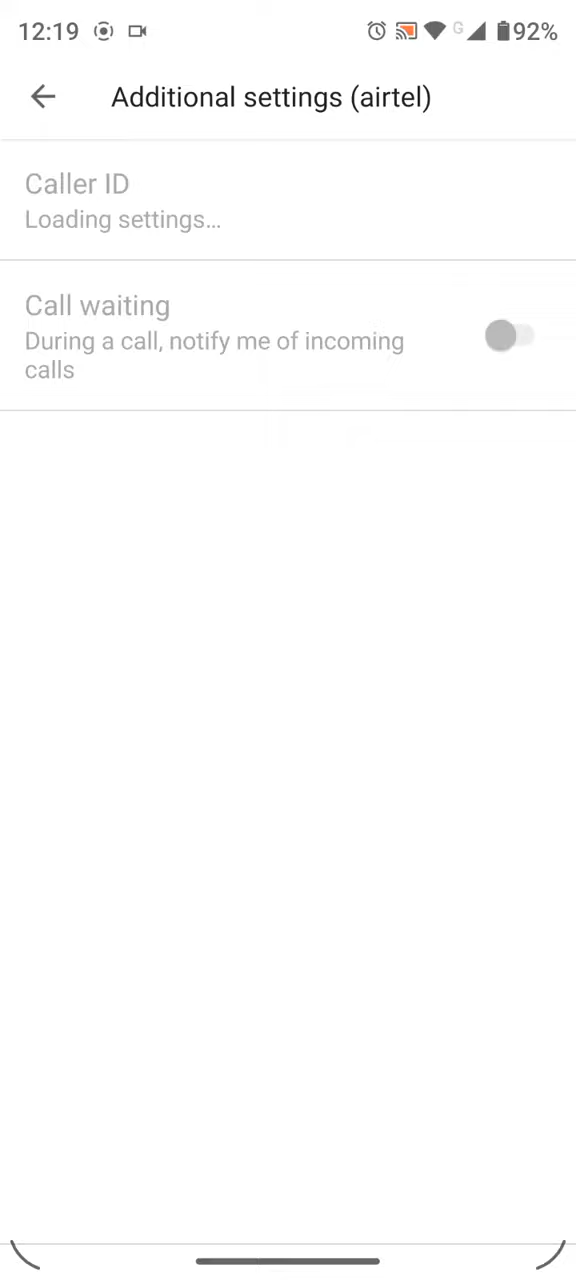 12:19 G 92%
Additional settings (airtel)
Caller ID
Loading settings…
Call waiting
During a call, notify me of incoming
calls